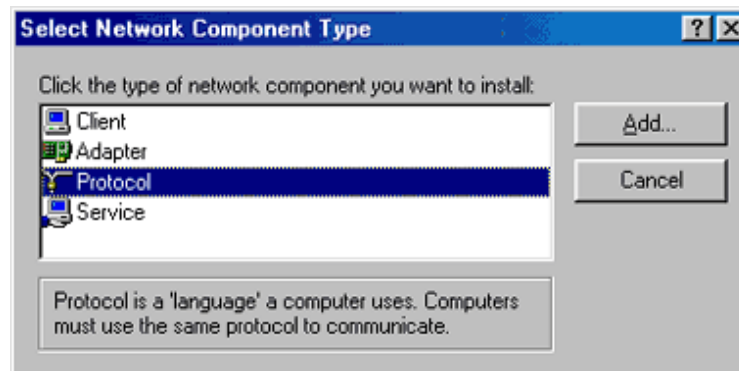 Select Network Component Type
Click the type of network component you want to install:
Client
Add...
Adapter
Protocol
Cancel
Service
Protocol is a 'language' a computer uses. Computers
must use the same protocol to communicate.